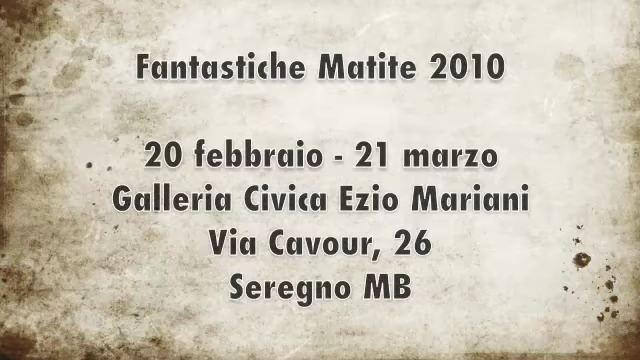 Fantastiche Matite 2010
20 febbraio - 21 marzo
Galleria Civica Ezio Mariani
Via Cavour, 26
Seregno MB